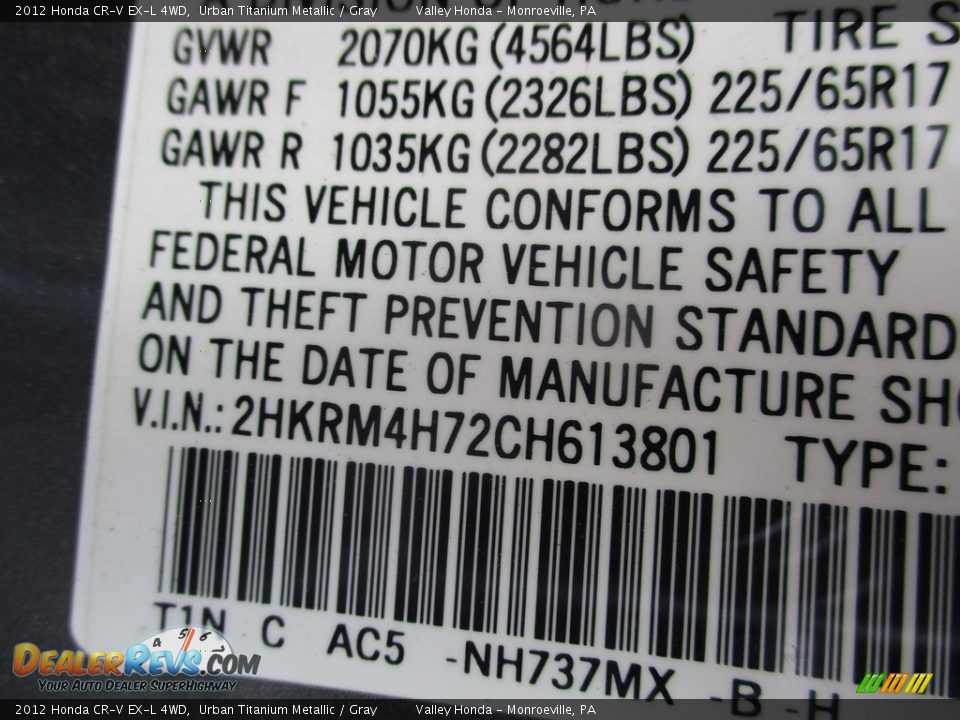 2012 Honda CR-V EX-L 4WD, Urban Titanium Metallic / Gray Valley Honda - Monroeville, PA
GVWR 2070KG (4564LBS) TIRE S
GAWR F 1055KG (2326LBS) 225/65R17
GAWR R 1035KG (2282LBS) 225/65R17
THIS VEHICLE CONFORMS TO ALL
FEDERAL MOTOR VEHICLE SAFETY
AND THEFT PREVENTION STANDARD
ON THE DATE OF MANUFACTURE SH
V.I.N.: 2HKRM4H72CH613801 TYPE:
T1N C AC5 -NH737MX -B -H
4 5 6
DEALERREVS.COM
YOUR AUTO DEALER SUPERHIGHWAY
2012 Honda CR-V EX-L 4WD, Urban Titanium Metallic / Gray Valley Honda - Monroeville, PA